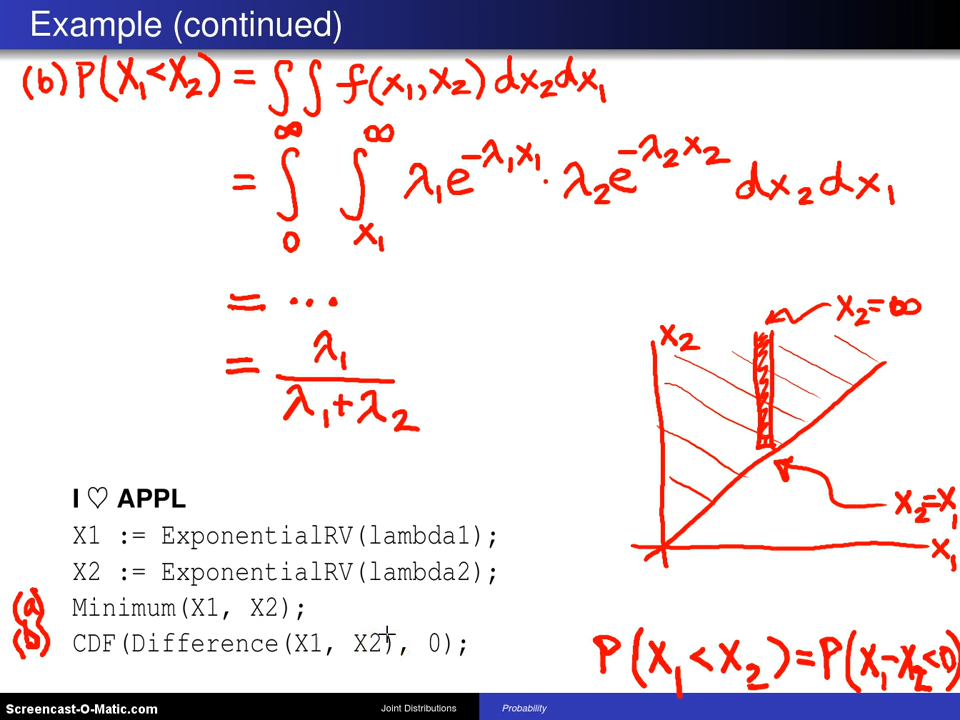 Example (continued)
(b) P(X₁<X₂) = ∫∫ f(x₁,x₂) dx₂dx₁
= ∫₀^∞ ∫_{x₁}^∞ λ₁e^{-λ₁x₁} · λ₂e^{-λ₂x₂} dx₂dx₁
= ...
= λ₁/(λ₁+λ₂)
x₂
x₂=∞
x₂=x₁
x₁
I ♡ APPL
X1 := ExponentialRV(lambda1);
X2 := ExponentialRV(lambda2);
(a) Minimum(X1, X2);
(b) CDF(Difference(X1, X2), 0);
P(X₁<X₂)=P(X₁-X₂<0)
Screencast-O-Matic.com
Joint Distributions
Probability